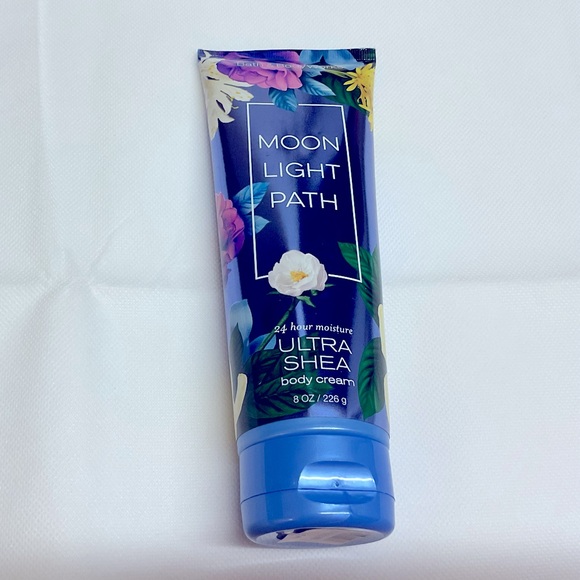 MOON
LIGHT
PATH
24 hour moisture
ULTRA
SHEA
body cream
8 OZ / 226 g